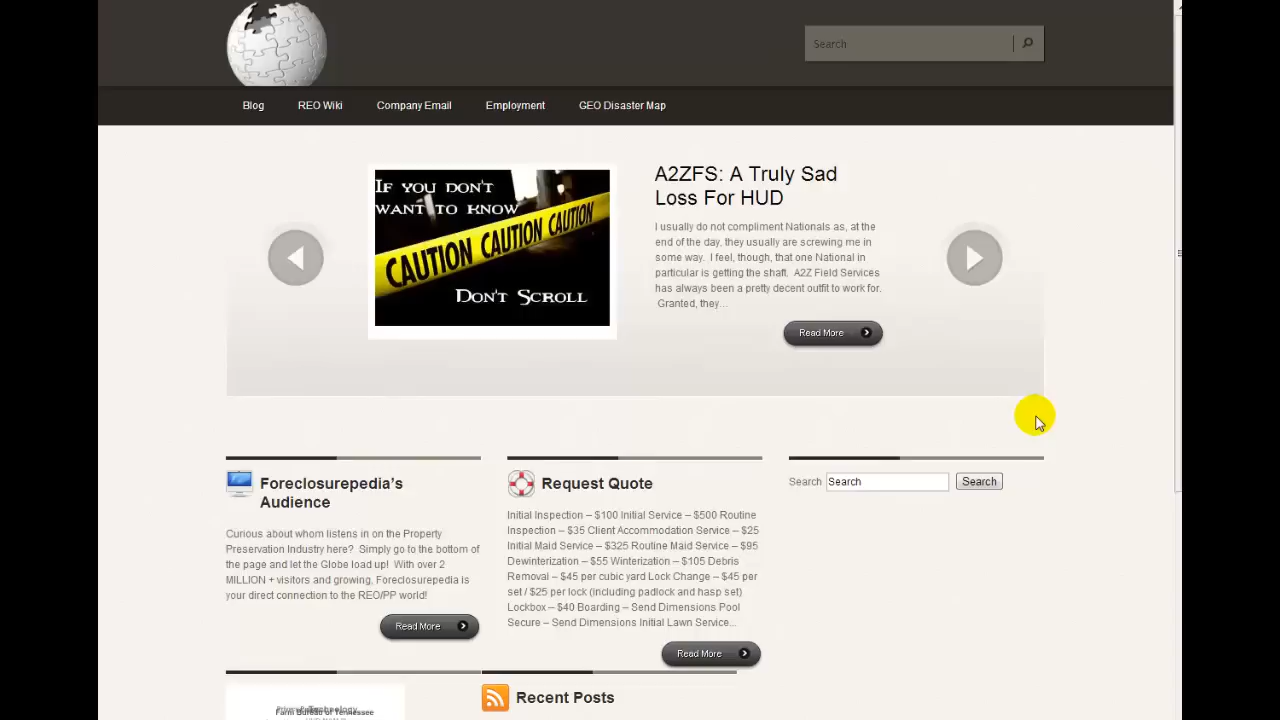 Search
Blog
REO Wiki
Company Email
Employment
GEO Disaster Map
If you don't
want to know
CAUTION CAUTION CAUTION
Don't Scroll
A2ZFS: A Truly Sad
Loss For HUD
I usually do not compliment Nationals as, at the
end of the day, they usually are screwing me in
some way.  I feel, though, that one National in
particular is getting the shaft.  A2Z Field Services
has always been a pretty decent outfit to work for.
Granted, they...
Read More
Foreclosurepedia's
Audience
Curious about whom listens in on the Property
Preservation Industry here?  Simply go to the bottom of
the page and let the Globe load up!  With over 2
MILLION + visitors and growing, Foreclosurepedia is
your direct connection to the REO/PP world!
Read More
Request Quote
Initial Inspection – $100 Initial Service – $500 Routine
Inspection – $35 Client Accommodation Service – $25
Initial Maid Service – $325 Routine Maid Service – $95
Dewinterization – $55 Winterization – $105 Debris
Removal – $45 per cubic yard Lock Change – $45 per
set / $25 per lock (including padlock and hasp set)
Lockbox – $40 Boarding – Send Dimensions Pool
Secure – Send Dimensions Initial Lawn Service...
Read More
Search Search Search
Technology
Farm Bureau of Tennessee
Recent Posts